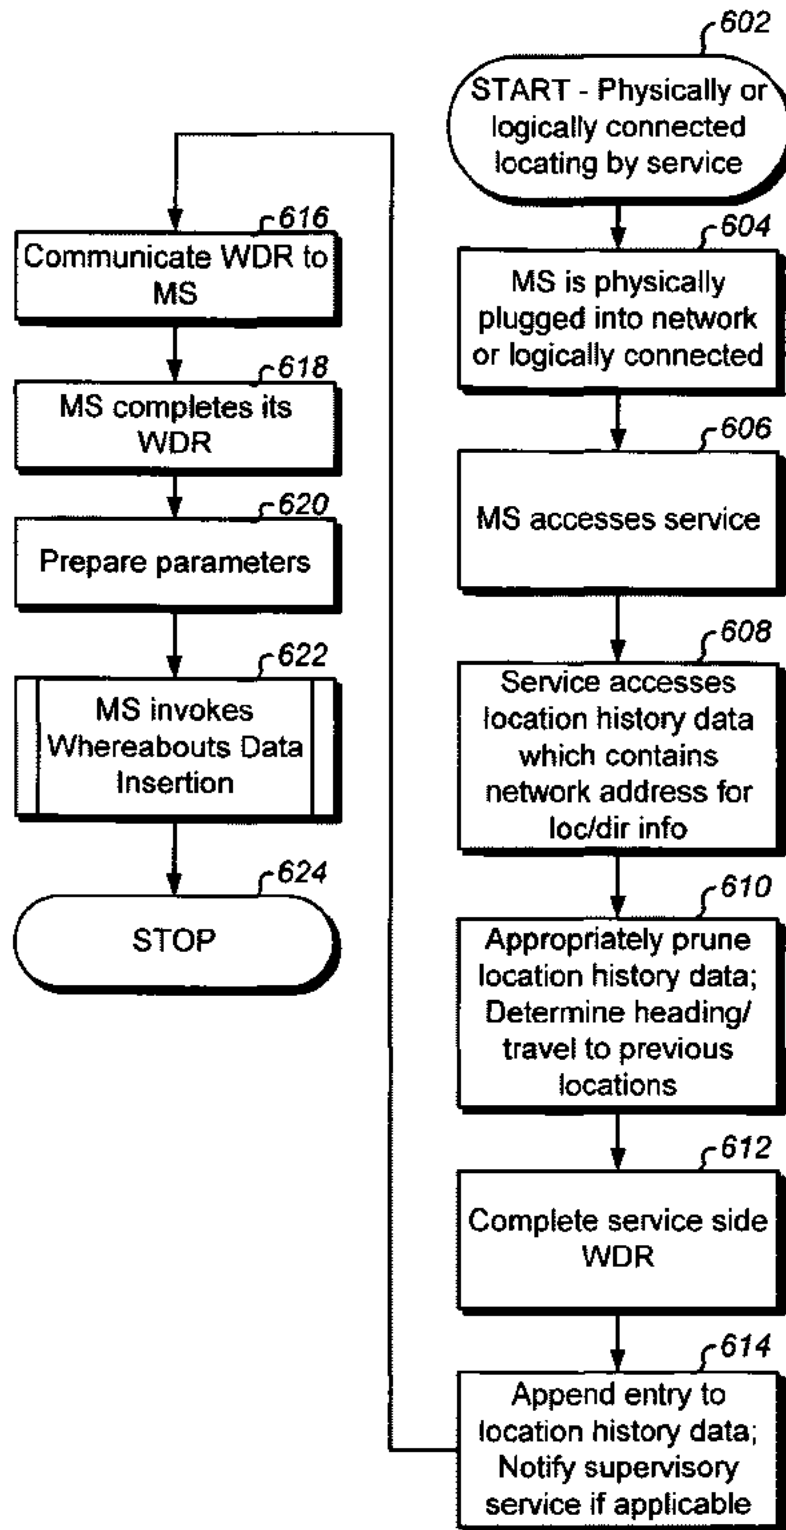 602
START - Physically or
logically connected
locating by service
604
MS is physically
plugged into network
or logically connected
606
MS accesses service
608
Service accesses
location history data
which contains
network address for
loc/dir info
610
Appropriately prune
location history data;
Determine heading/
travel to previous
locations
612
Complete service side
WDR
614
Append entry to
location history data;
Notify supervisory
service if applicable
616
Communicate WDR to
MS
618
MS completes its
WDR
620
Prepare parameters
622
MS invokes
Whereabouts Data
Insertion
624
STOP